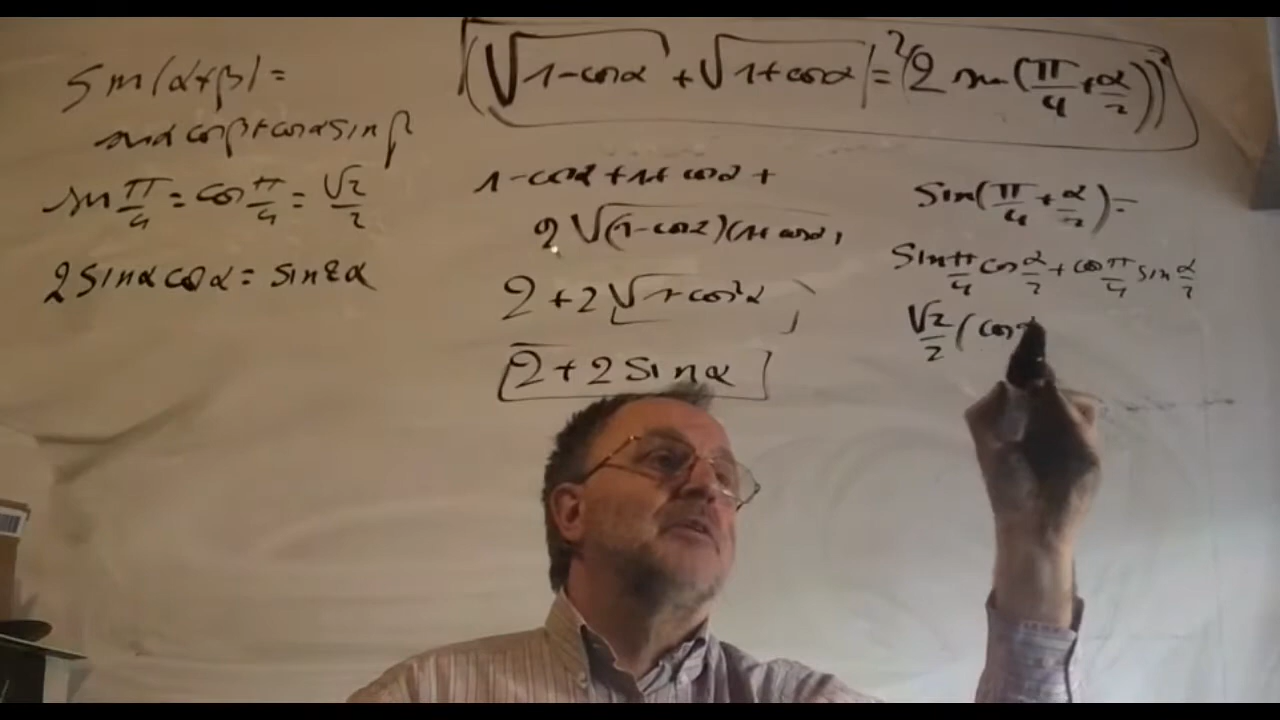 sin(α+β)=
sinα cosβ+cosα sinβ
sin π/4 = cos π/4 = √2/2
2 sinα cosα = sin2α
(√1-cosα + √1+cosα)² = (2 sin(π/4 + α/2))²
1-cosα+1+cosα+
2√(1-cosα)(1+cosα)
2+2√1-cos²α
2+2 sinα
Sin(π/4 + α/2)=
Sin π/4 cos α/2 + cos π/4 sin α/2
√2/2 (cos